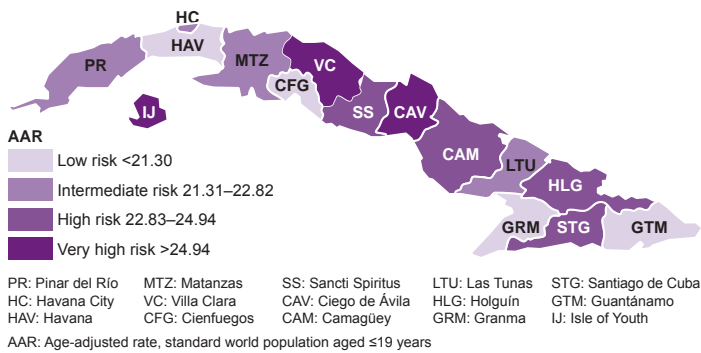 HC
HAV
PR
MTZ
VC
CFG
IJ
SS
CAV
CAM
LTU
HLG
GRM
STG
GTM
AAR
Low risk <21.30
Intermediate risk 21.31–22.82
High risk 22.83–24.94
Very high risk >24.94
PR: Pinar del Río MTZ: Matanzas SS: Sancti Spiritus LTU: Las Tunas STG: Santiago de Cuba
HC: Havana City VC: Villa Clara CAV: Ciego de Ávila HLG: Holguín GTM: Guantánamo
HAV: Havana CFG: Cienfuegos CAM: Camagüey GRM: Granma IJ: Isle of Youth
AAR: Age-adjusted rate, standard world population aged ≤19 years